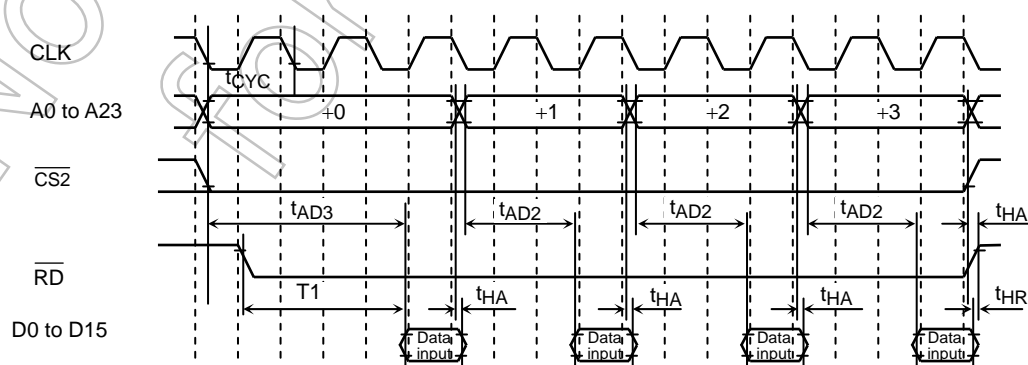 CLK
tCYC
A0 to A23
+0
+1
+2
+3
CS2
tAD3
tAD2
tAD2
tAD2
tHA
RD
T1
tHA
tHA
tHA
tHR
D0 to D15
Data input
Data input
Data input
Data input